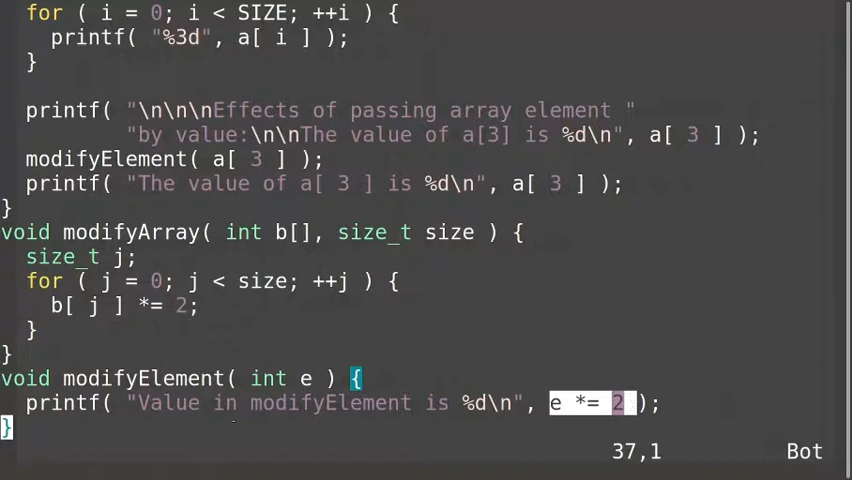 for ( i = 0; i < SIZE; ++i ) {
printf( "%3d", a[ i ] );
}
printf( "\n\n\nEffects of passing array element "
"by value:\n\nThe value of a[3] is %d\n", a[ 3 ] );
modifyElement( a[ 3 ] );
printf( "The value of a[ 3 ] is %d\n", a[ 3 ] );
}
void modifyArray( int b[], size_t size ) {
size_t j;
for ( j = 0; j < size; ++j ) {
b[ j ] *= 2;
}
}
void modifyElement( int e ) {
printf( "Value in modifyElement is %d\n", e *= 2 );
}
37,1 Bot